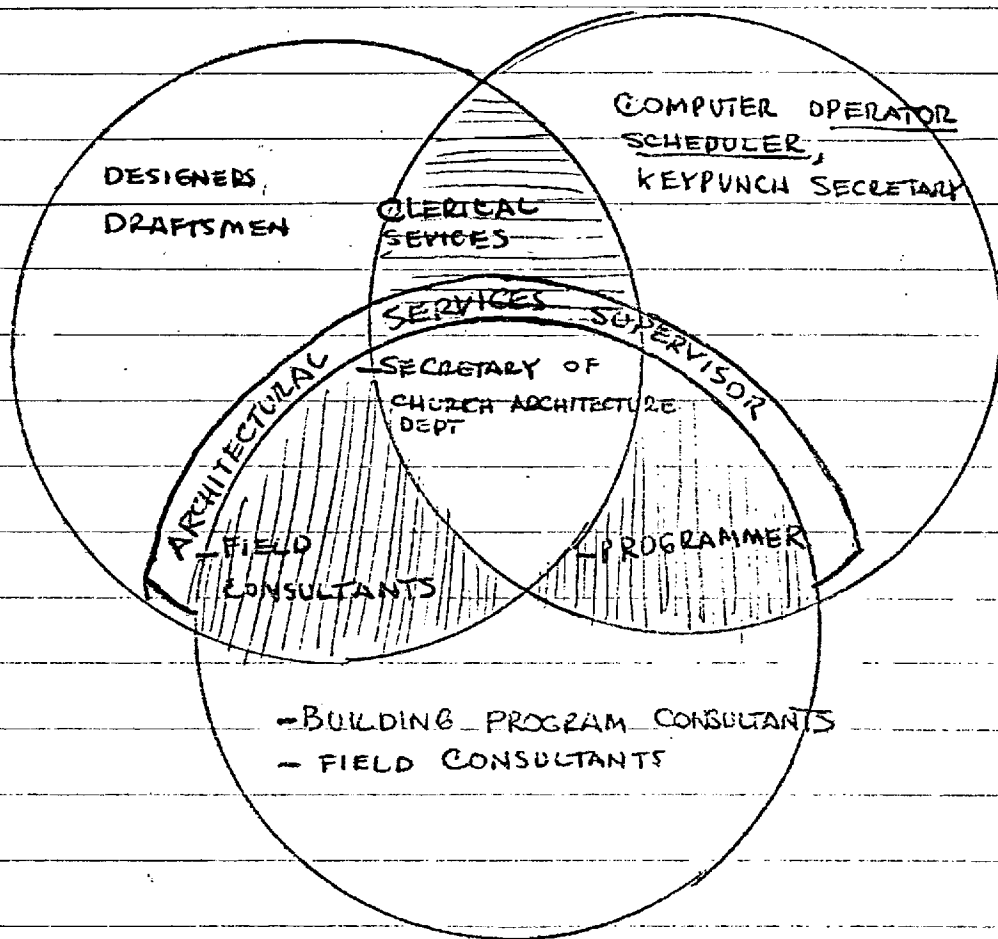 DESIGNERS,
DRAFTSMEN
COMPUTER OPERATOR
SCHEDULER,
KEYPUNCH SECRETARY
CLERICAL
SEVICES
ARCHITECTURAL SERVICES SUPERVISOR
- SECRETARY OF
CHURCH ARCHITECTURE
DEPT
- FIELD
CONSULTANTS
- PROGRAMMER
- BUILDING PROGRAM CONSULTANTS
- FIELD CONSULTANTS